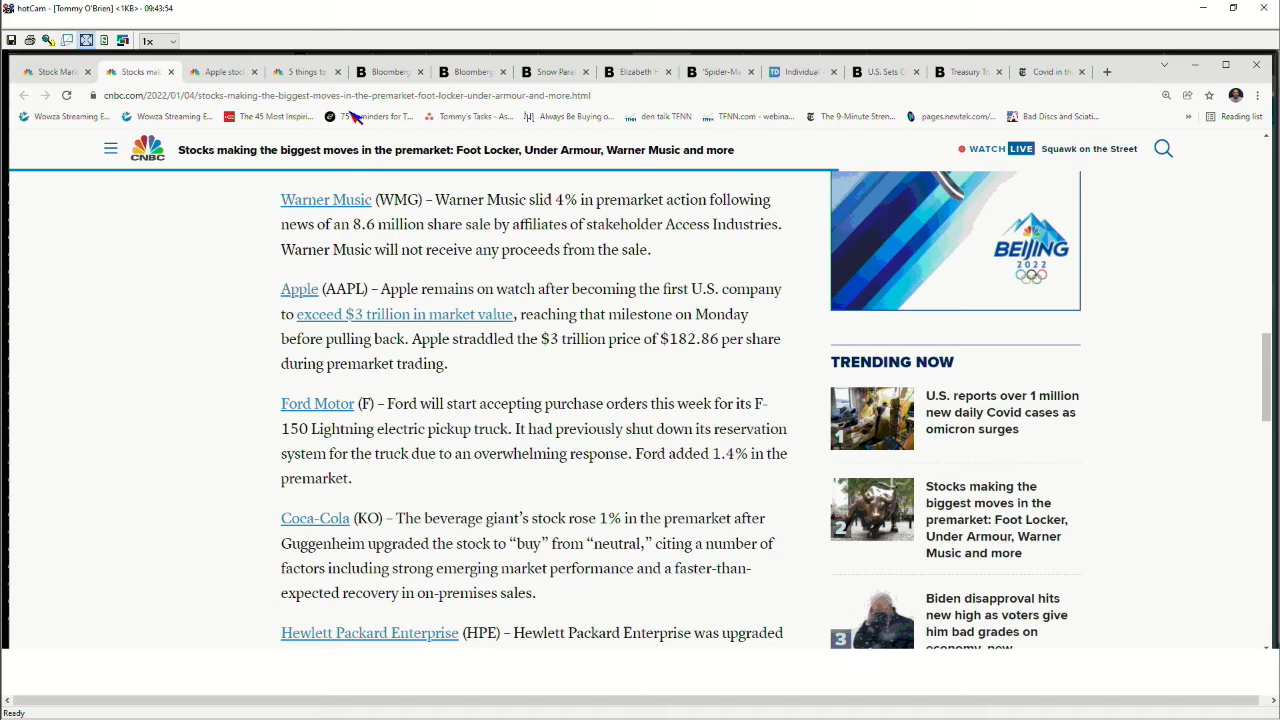 hotCam - [Tommy O'Brien] <1KB> - 09:43:54
1x
Stock Mark
Stocks mak
Apple stoc
5 things to
Bloomberg
Bloomberg
Snow Para
Elizabeth H
'Spider-Ma
Individual
U.S. Sets G
Treasury Th
Covid in the
cnbc.com/2022/01/04/stocks-making-the-biggest-moves-in-the-premarket-foot-locker-under-armour-and-more.html
Wowza Streaming E...
Wowza Streaming E...
The 45 Most Inspiri...
Tommy's Tasks - As...
Always Be Buying o...
den talk TFNN
TFNN.com - webina...
The 9-Minute Stren...
pages.newtek.com/...
Bad Discs and Sciati...
»
Reading list
CNBC
Stocks making the biggest moves in the premarket: Foot Locker, Under Armour, Warner Music and more
WATCH LIVE Squawk on the Street
Warner Music (WMG) – Warner Music slid 4% in premarket action following
news of an 8.6 million share sale by affiliates of stakeholder Access Industries.
Warner Music will not receive any proceeds from the sale.
Apple (AAPL) – Apple remains on watch after becoming the first U.S. company
to exceed $3 trillion in market value, reaching that milestone on Monday
before pulling back. Apple straddled the $3 trillion price of $182.86 per share
during premarket trading.
Ford Motor (F) – Ford will start accepting purchase orders this week for its F-
150 Lightning electric pickup truck. It had previously shut down its reservation
system for the truck due to an overwhelming response. Ford added 1.4% in the
premarket.
Coca-Cola (KO) – The beverage giant's stock rose 1% in the premarket after
Guggenheim upgraded the stock to “buy” from “neutral,” citing a number of
factors including strong emerging market performance and a faster-than-
expected recovery in on-premises sales.
Hewlett Packard Enterprise (HPE) – Hewlett Packard Enterprise was upgraded
BEIJING
2022
TRENDING NOW
1
U.S. reports over 1 million
new daily Covid cases as
omicron surges
2
Stocks making the
biggest moves in the
premarket: Foot Locker,
Under Armour, Warner
Music and more
3
Biden disapproval hits
new high as voters give
him bad grades on
economy, new
Ready